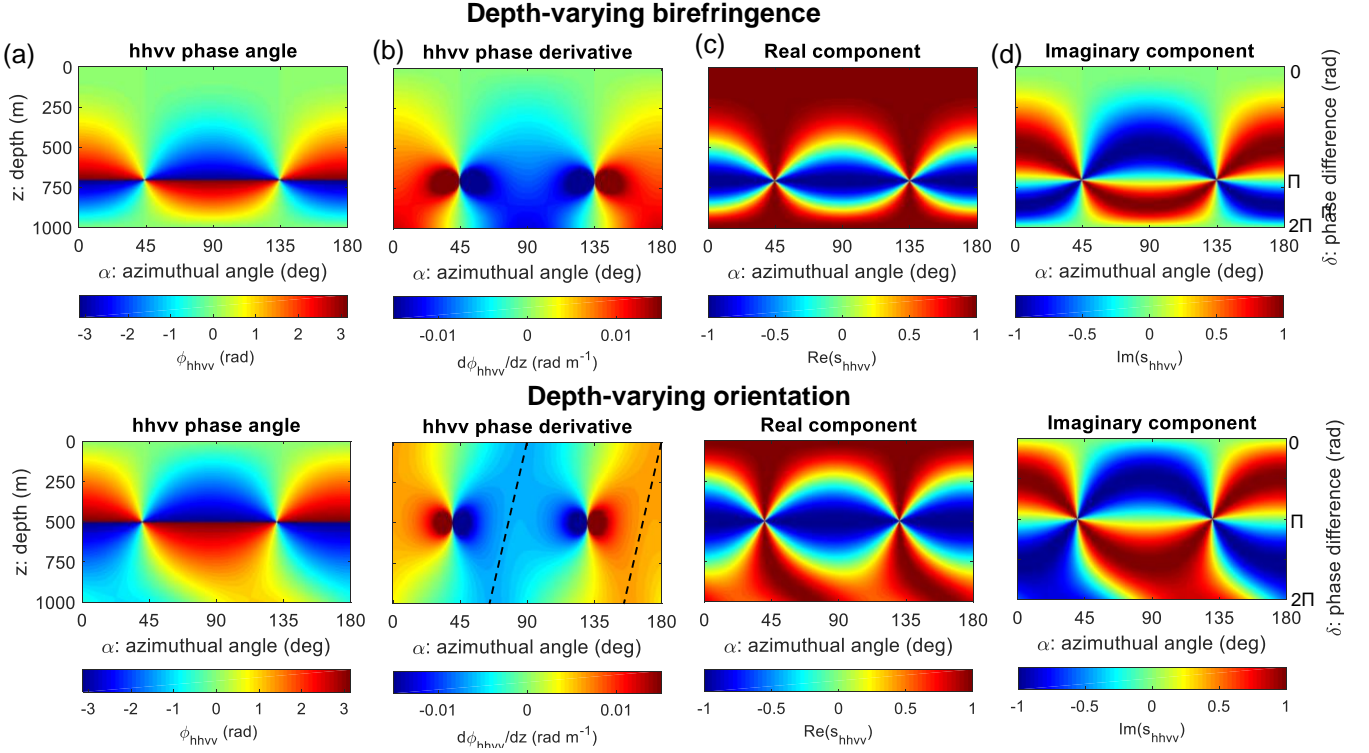 Depth-varying birefringence
(a) hhvv phase angle
(b) hhvv phase derivative
(c) Real component
(d) Imaginary component
0
250
500
750
1000
z: depth (m)
0 45 90 135 180
0 45 90 135 180
0 45 90 135 180
0 45 90 135 180
0
Π
2Π
δ: phase difference (rad)
α: azimuthual angle (deg)
α: azimuthual angle (deg)
α: azimuthual angle (deg)
α: azimuthual angle (deg)
-3 -2 -1 0 1 2 3
-0.01 0 0.01
-1 -0.5 0 0.5 1
-1 -0.5 0 0.5 1
ϕhhvv (rad)
dϕhhvv/dz (rad m-1)
Re(shhvv)
Im(shhvv)
Depth-varying orientation
hhvv phase angle
hhvv phase derivative
Real component
Imaginary component
0
250
500
750
1000
z: depth (m)
0 45 90 135 180
0 45 90 135 180
0 45 90 135 180
0 45 90 135 180
0
Π
2Π
δ: phase difference (rad)
α: azimuthual angle (deg)
α: azimuthual angle (deg)
α: azimuthual angle (deg)
α: azimuthual angle (deg)
-3 -2 -1 0 1 2 3
-0.01 0 0.01
-1 -0.5 0 0.5 1
-1 -0.5 0 0.5 1
ϕhhvv (rad)
dϕhhvv/dz (rad m-1)
Re(shhvv)
Im(shhvv)